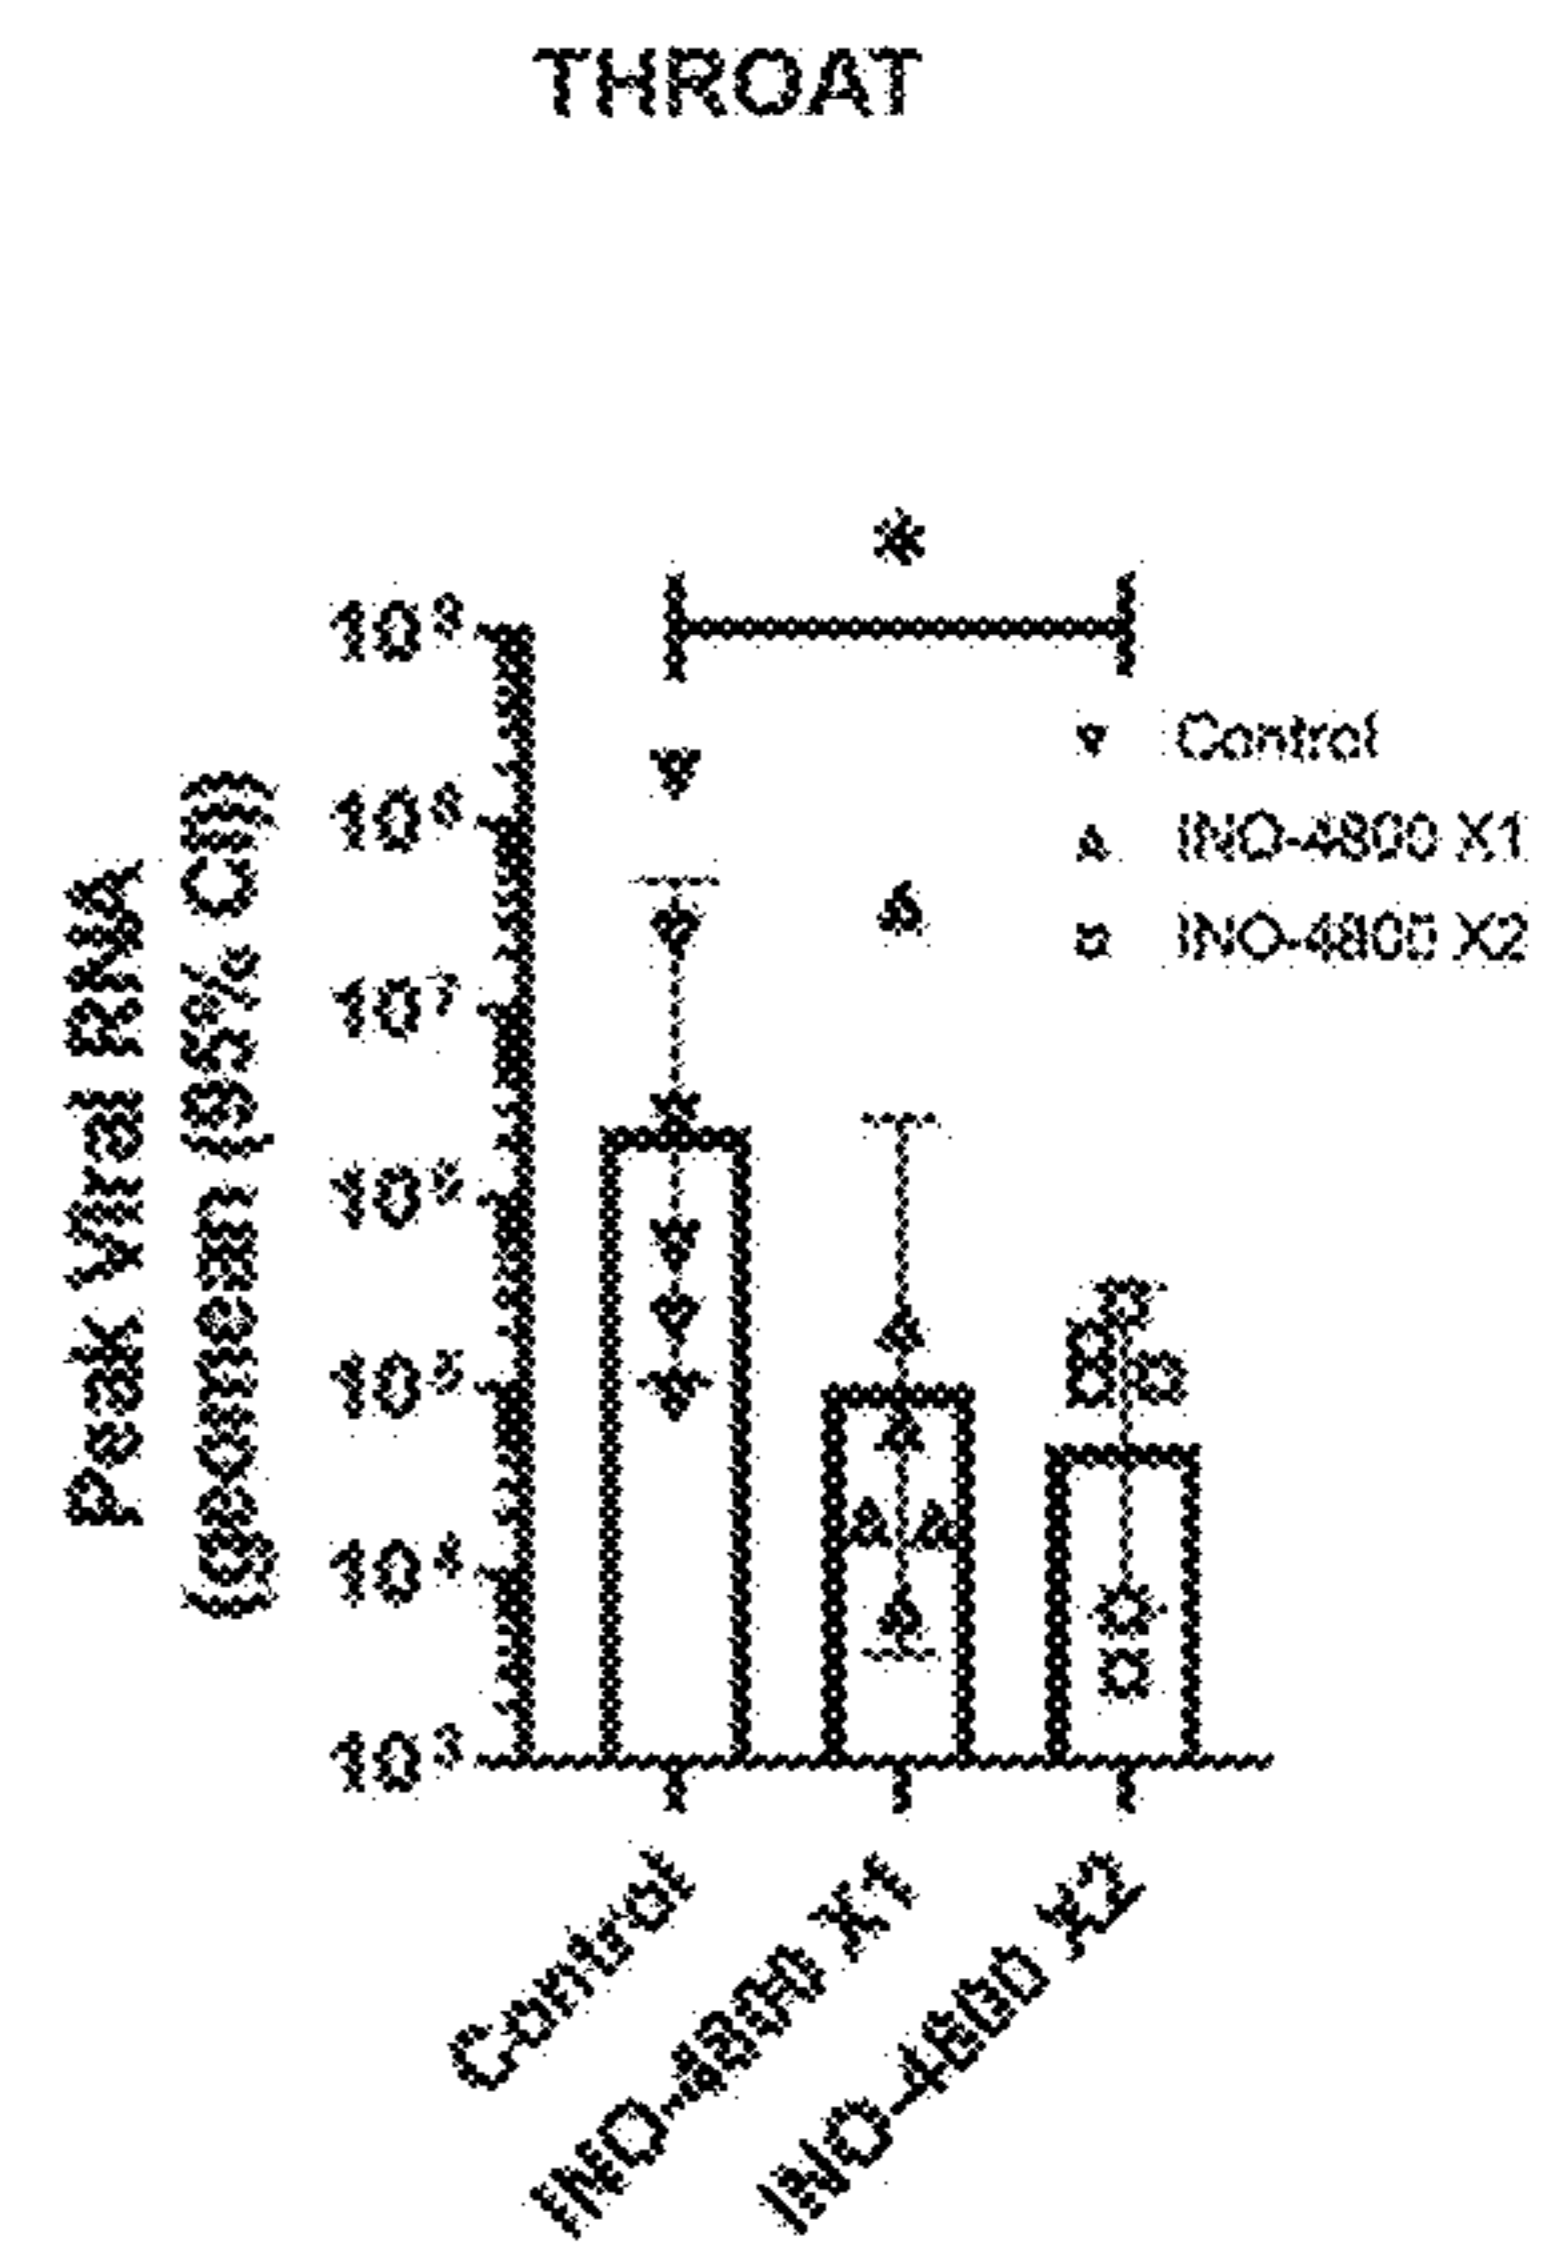 THROAT
*
Peak Viral RNA
(geomean (95% CI))
10⁹
10⁸
10⁷
10⁶
10⁵
10⁴
10³
Control
INO-4800 X1
INO-4800 X2
Control
INO-4800 X1
INO-4800 X2